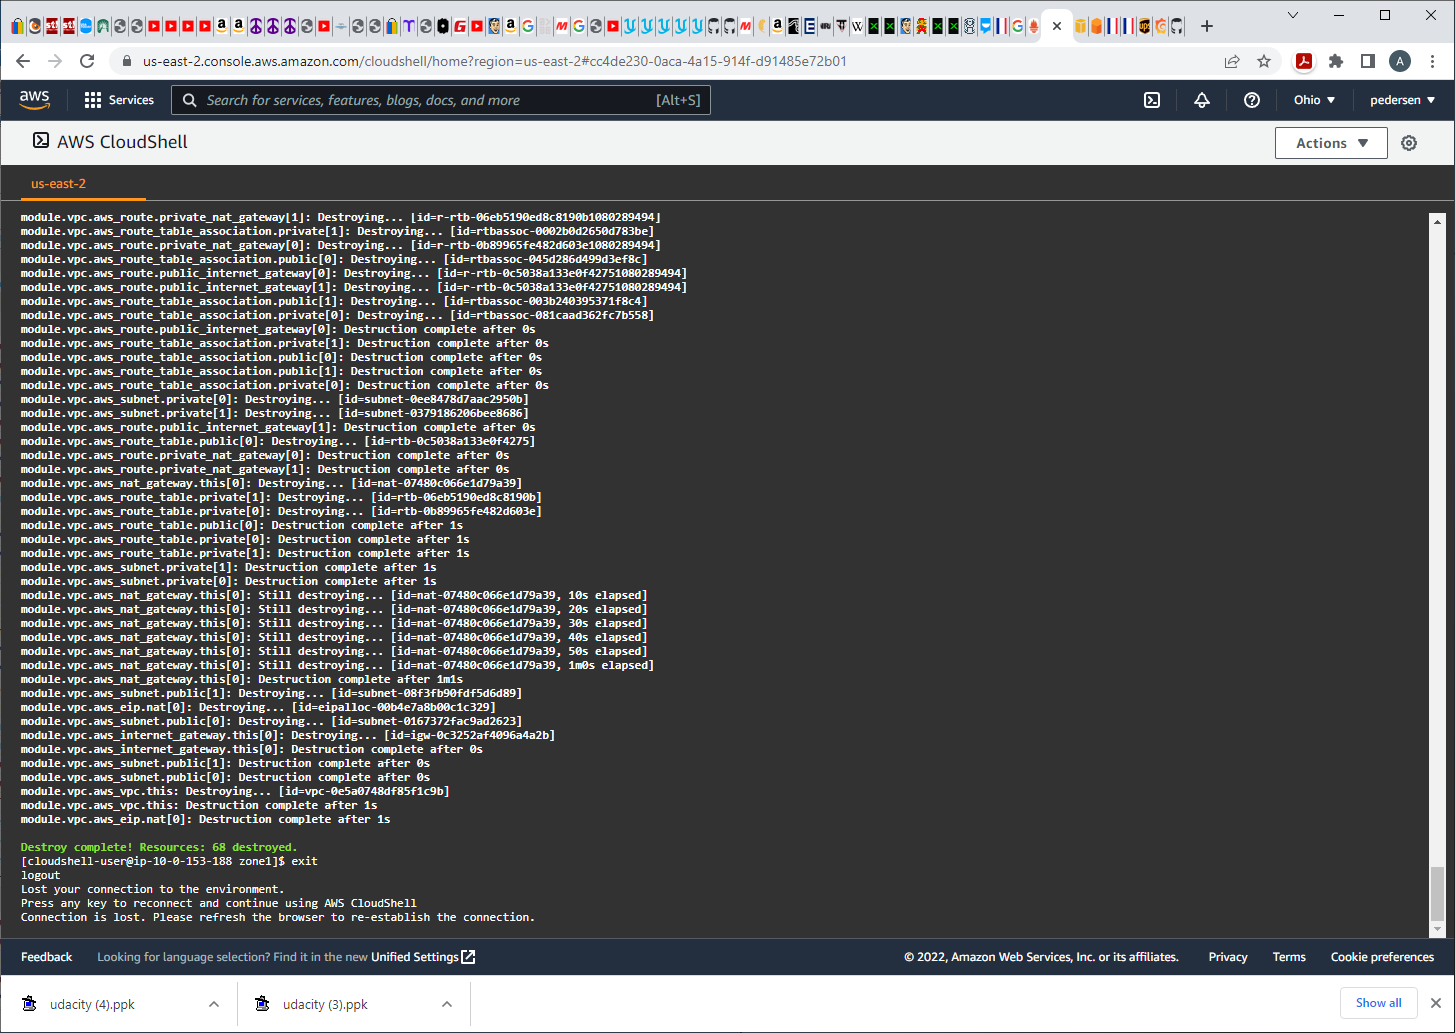 us-east-2.console.aws.amazon.com/cloudshell/home?region=us-east-2#cc4de230-0aca-4a15-914f-d91485e72b01
A
aws
Services
Search for services, features, blogs, docs, and more
[Alt+S]
Ohio
pedersen
AWS CloudShell
Actions
us-east-2
module.vpc.aws_route.private_nat_gateway[1]: Destroying... [id=r-rtb-06eb5190ed8c8190b1080289494]
module.vpc.aws_route_table_association.private[1]: Destroying... [id=rtbassoc-0002b0d2650d783be]
module.vpc.aws_route.private_nat_gateway[0]: Destroying... [id=r-rtb-0b89965fe482d603e1080289494]
module.vpc.aws_route_table_association.public[0]: Destroying... [id=rtbassoc-045d286d499d3ef8c]
module.vpc.aws_route.public_internet_gateway[0]: Destroying... [id=r-rtb-0c5038a133e0f42751080289494]
module.vpc.aws_route.public_internet_gateway[1]: Destroying... [id=r-rtb-0c5038a133e0f42751080289494]
module.vpc.aws_route_table_association.public[1]: Destroying... [id=rtbassoc-003b240395371f8c4]
module.vpc.aws_route_table_association.private[0]: Destroying... [id=rtbassoc-081caad362fc7b558]
module.vpc.aws_route.public_internet_gateway[0]: Destruction complete after 0s
module.vpc.aws_route_table_association.private[1]: Destruction complete after 0s
module.vpc.aws_route_table_association.public[0]: Destruction complete after 0s
module.vpc.aws_route_table_association.public[1]: Destruction complete after 0s
module.vpc.aws_route_table_association.private[0]: Destruction complete after 0s
module.vpc.aws_subnet.private[0]: Destroying... [id=subnet-0ee8478d7aac2950b]
module.vpc.aws_subnet.private[1]: Destroying... [id=subnet-0379186206bee8686]
module.vpc.aws_route.public_internet_gateway[1]: Destruction complete after 0s
module.vpc.aws_route_table.public[0]: Destroying... [id=rtb-0c5038a133e0f4275]
module.vpc.aws_route.private_nat_gateway[0]: Destruction complete after 0s
module.vpc.aws_route.private_nat_gateway[1]: Destruction complete after 0s
module.vpc.aws_nat_gateway.this[0]: Destroying... [id=nat-07480c066e1d79a39]
module.vpc.aws_route_table.private[1]: Destroying... [id=rtb-06eb5190ed8c8190b]
module.vpc.aws_route_table.private[0]: Destroying... [id=rtb-0b89965fe482d603e]
module.vpc.aws_route_table.public[0]: Destruction complete after 1s
module.vpc.aws_route_table.private[0]: Destruction complete after 1s
module.vpc.aws_route_table.private[1]: Destruction complete after 1s
module.vpc.aws_subnet.private[1]: Destruction complete after 1s
module.vpc.aws_subnet.private[0]: Destruction complete after 1s
module.vpc.aws_nat_gateway.this[0]: Still destroying... [id=nat-07480c066e1d79a39, 10s elapsed]
module.vpc.aws_nat_gateway.this[0]: Still destroying... [id=nat-07480c066e1d79a39, 20s elapsed]
module.vpc.aws_nat_gateway.this[0]: Still destroying... [id=nat-07480c066e1d79a39, 30s elapsed]
module.vpc.aws_nat_gateway.this[0]: Still destroying... [id=nat-07480c066e1d79a39, 40s elapsed]
module.vpc.aws_nat_gateway.this[0]: Still destroying... [id=nat-07480c066e1d79a39, 50s elapsed]
module.vpc.aws_nat_gateway.this[0]: Still destroying... [id=nat-07480c066e1d79a39, 1m0s elapsed]
module.vpc.aws_nat_gateway.this[0]: Destruction complete after 1m1s
module.vpc.aws_subnet.public[1]: Destroying... [id=subnet-08f3fb90fdf5d6d89]
module.vpc.aws_eip.nat[0]: Destroying... [id=eipalloc-00b4e7a8b00c1c329]
module.vpc.aws_subnet.public[0]: Destroying... [id=subnet-0167372fac9ad2623]
module.vpc.aws_internet_gateway.this[0]: Destroying... [id=igw-0c3252af4096a4a2b]
module.vpc.aws_internet_gateway.this[0]: Destruction complete after 0s
module.vpc.aws_subnet.public[1]: Destruction complete after 0s
module.vpc.aws_subnet.public[0]: Destruction complete after 0s
module.vpc.aws_vpc.this: Destroying... [id=vpc-0e5a0748df85f1c9b]
module.vpc.aws_vpc.this: Destruction complete after 1s
module.vpc.aws_eip.nat[0]: Destruction complete after 1s
Destroy complete! Resources: 68 destroyed.
[cloudshell-user@ip-10-0-153-188 zone1]$ exit
logout
Lost your connection to the environment.
Press any key to reconnect and continue using AWS CloudShell
Connection is lost. Please refresh the browser to re-establish the connection.
Feedback
Looking for language selection? Find it in the new Unified Settings
© 2022, Amazon Web Services, Inc. or its affiliates.
Privacy
Terms
Cookie preferences
udacity (4).ppk
udacity (3).ppk
Show all